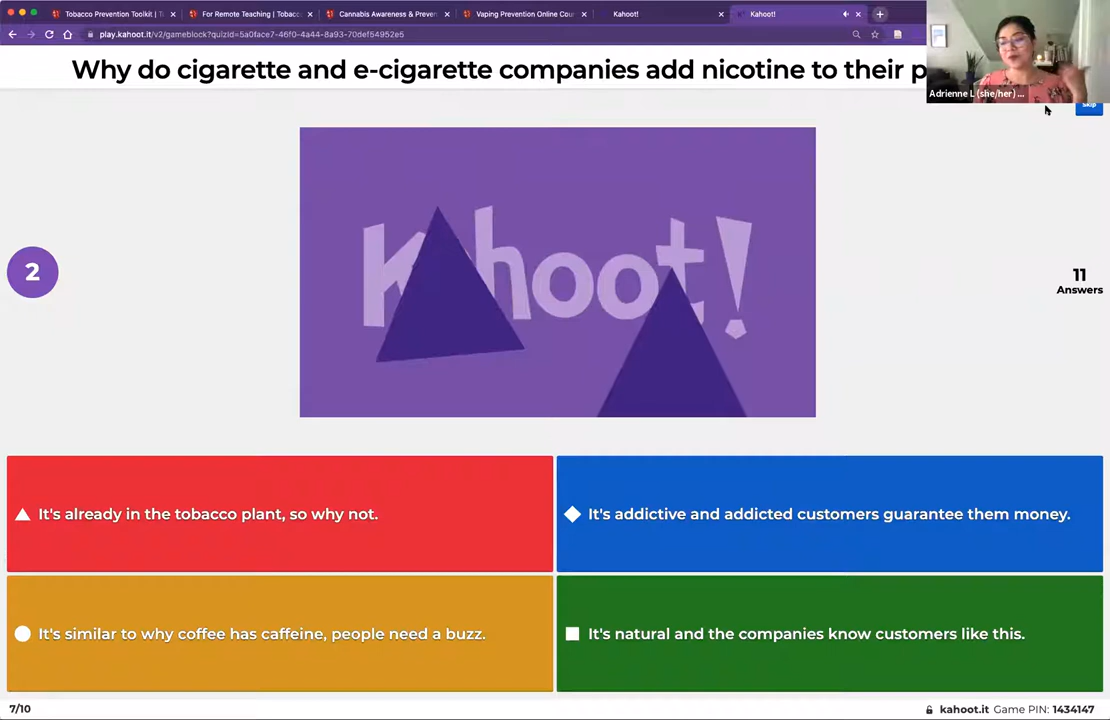 Tobacco Prevention Toolkit | T
For Remote Teaching | Tobacc
Cannabis Awareness & Preven
Vaping Prevention Online Cou
Kahoot!
Kahoot!
play.kahoot.it/v2/gameblock?quizId=5a0face7-46f0-4a44-8a93-70def54952e5
Why do cigarette and e-cigarette companies add nicotine to their p
Adrienne L (she/her) ...
Skip
Kahoot!
2
11
Answers
It's already in the tobacco plant, so why not.
It's addictive and addicted customers guarantee them money.
It's similar to why coffee has caffeine, people need a buzz.
It's natural and the companies know customers like this.
7/10
kahoot.it Game PIN: 1434147